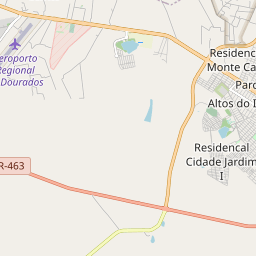 Residenc
Monte Ca
Parc
Altos do I
Aeroporto
Regional
Dourados
Residencal
Cidade Jardim
I
R-463